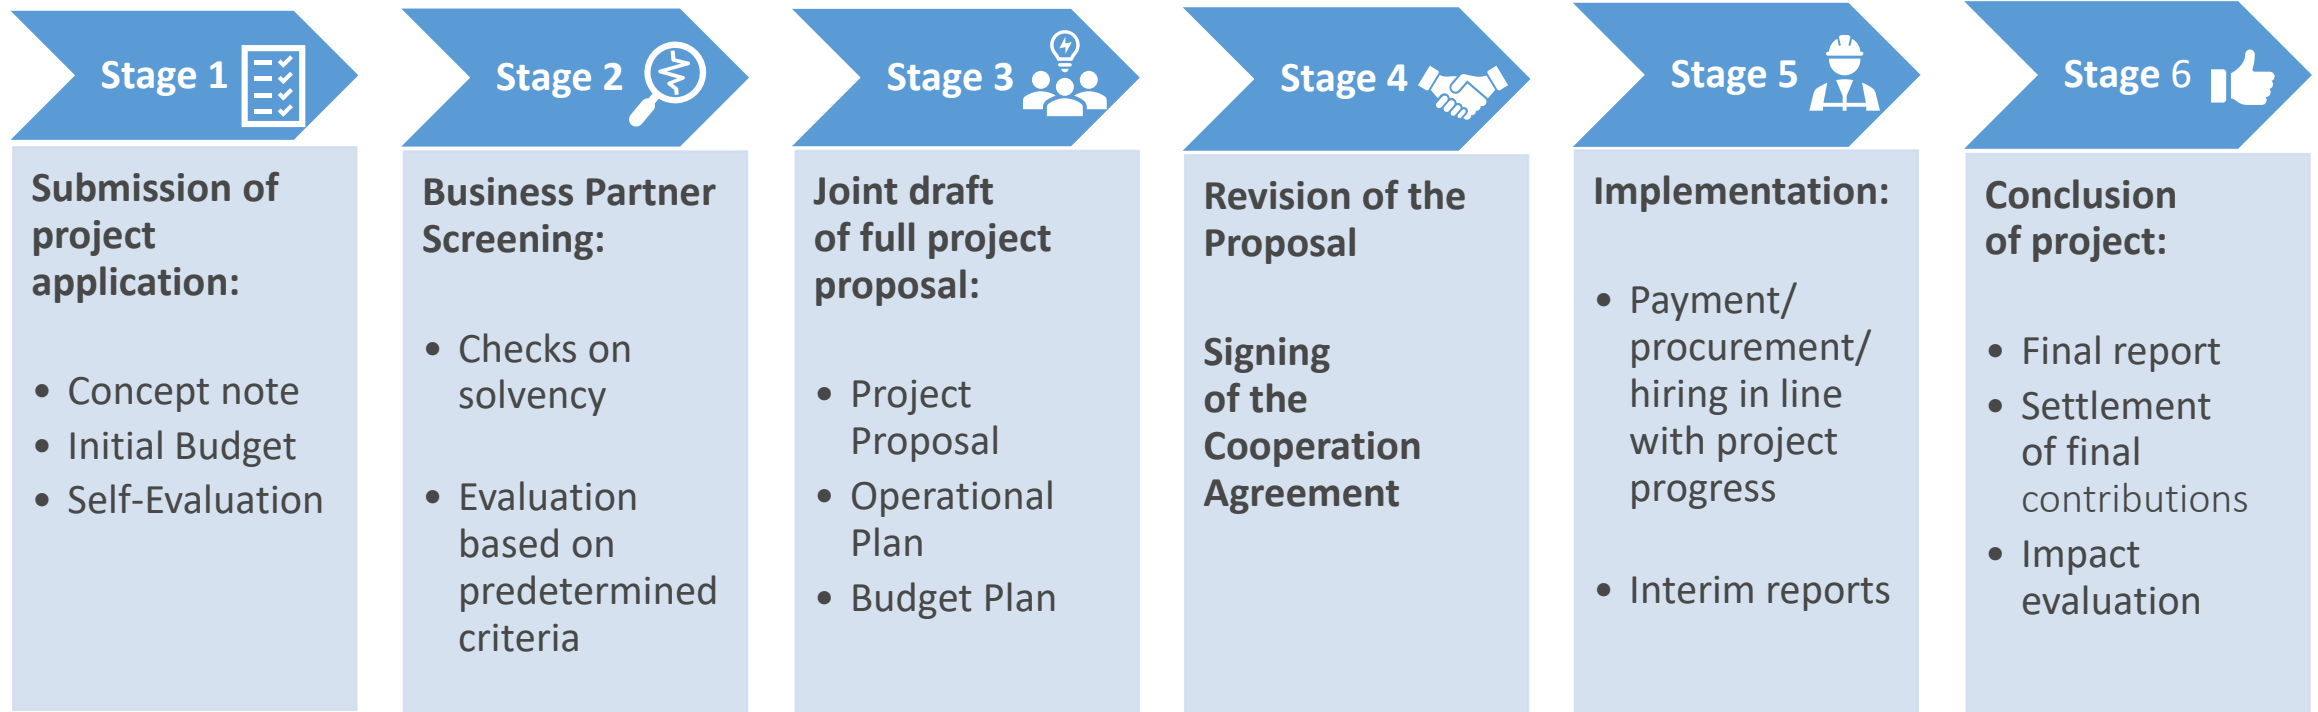 Stage 1
Submission of
project
application:
• Concept note
• Initial Budget
• Self-Evaluation
Stage 2
Business Partner
Screening:
• Checks on
solvency
• Evaluation
based on
predetermined
criteria
Stage 3
Joint draft
of full project
proposal:
• Project
Proposal
• Operational
Plan
• Budget Plan
Stage 4
Revision of the
Proposal
Signing
of the
Cooperation
Agreement
Stage 5
Implementation:
• Payment/
procurement/
hiring in line
with project
progress
• Interim reports
Stage 6
Conclusion
of project:
• Final report
• Settlement
of final
contributions
• Impact
evaluation